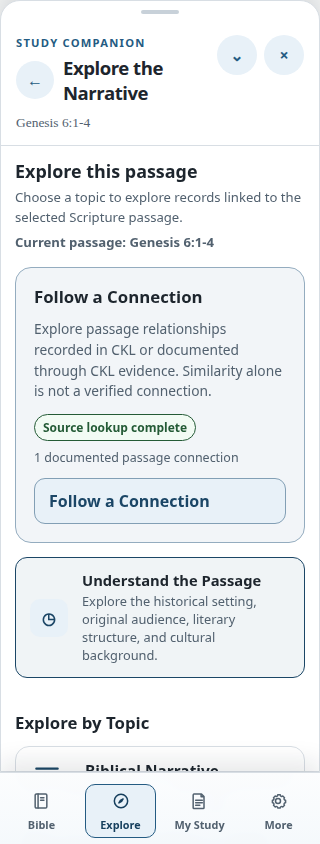 STUDY COMPANION
Explore the
Narrative
Genesis 6:1-4
Explore this passage
Choose a topic to explore records linked to the
selected Scripture passage.
Current passage: Genesis 6:1-4
Follow a Connection
Explore passage relationships
recorded in CKL or documented
through CKL evidence. Similarity alone
is not a verified connection.
Source lookup complete
1 documented passage connection
Follow a Connection
Understand the Passage
Explore the historical setting,
original audience, literary
structure, and cultural
background.
Explore by Topic
Biblical Narrative
Bible
Explore
My Study
More